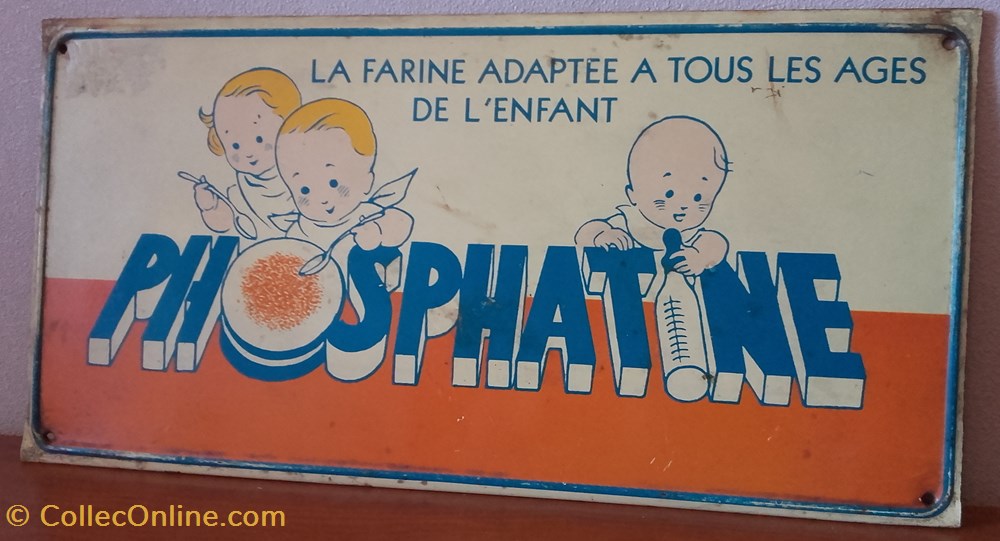 LA FARINE ADAPTEE A TOUS LES AGES
DE L'ENFANT
PHOSPHATINE
© CollecOnline.com